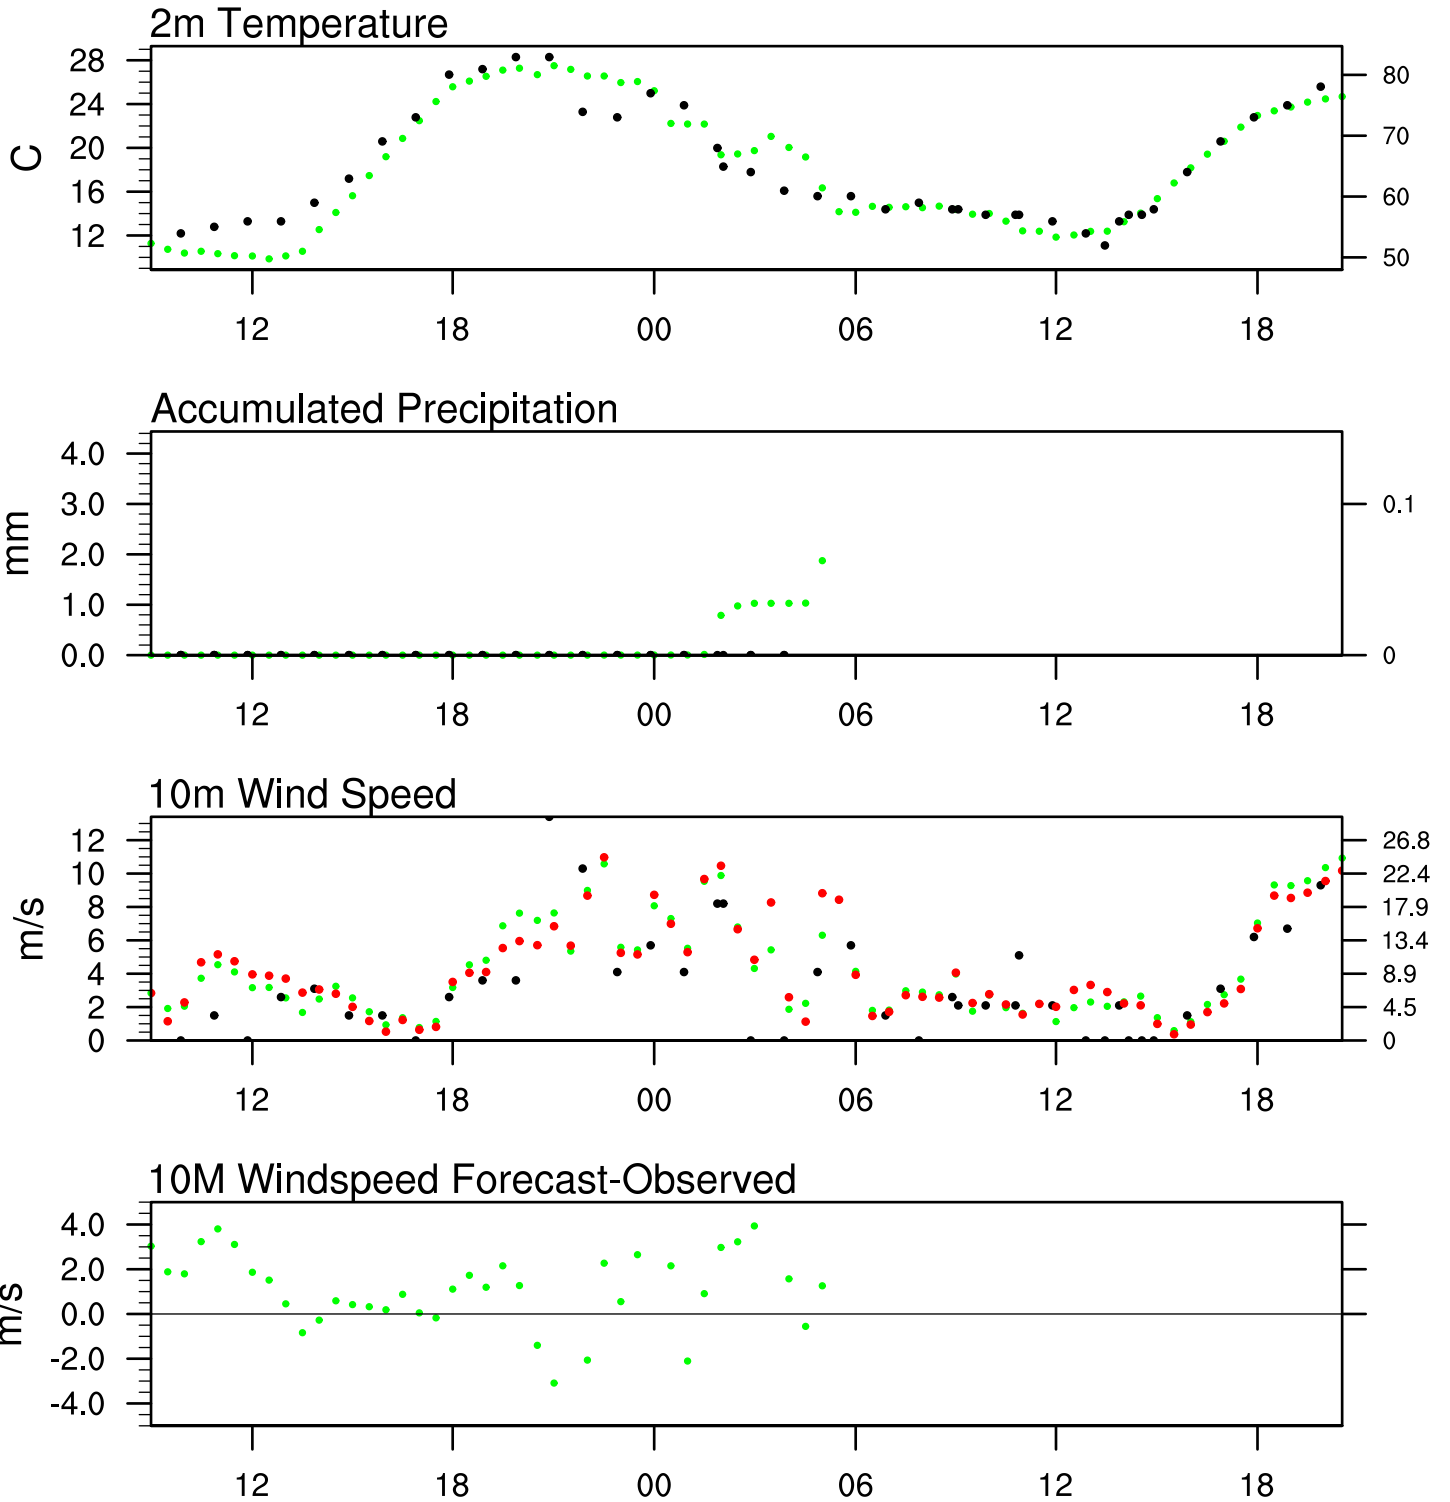 2m Temperature
28
24
20
16
12
C
80
70
60
50
12 18 00 06 12 18
Accumulated Precipitation
4.0
3.0
2.0
1.0
0.0
mm
0.1
0
12 18 00 06 12 18
10m Wind Speed
12
10
8
6
4
2
0
m/s
26.8
22.4
17.9
13.4
8.9
4.5
0
12 18 00 06 12 18
10M Windspeed Forecast-Observed
4.0
2.0
0.0
-2.0
-4.0
m/s
12 18 00 06 12 18